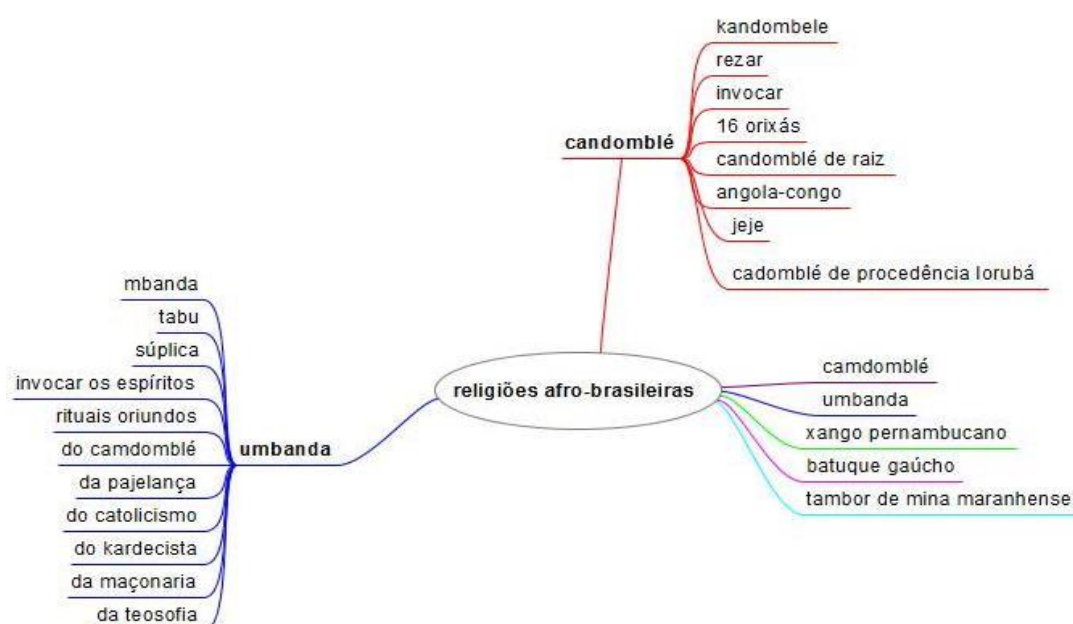 kandombele
rezar
invocar
16 orixás
candomblé
candomblé de raiz
angola-congo
jeje
cadomblé de procedência Iorubá
mbanda
tabu
súplica
invocar os espíritos
rituais oriundos
do camdomblé
umbanda
da pajelança
do catolicismo
do kardecista
da maçonaria
da teosofia
religiões afro-brasileiras
camdomblé
umbanda
xango pernambucano
batuque gaúcho
tambor de mina maranhense